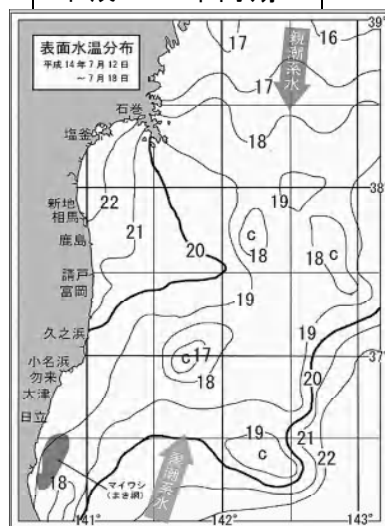 表面水温分布
平成14年7月12日
~7月18日
39°
16
17
親潮系水
17
18
石巻
塩釜
38°
新地
相馬
鹿島
請戸
富岡
久之浜
小名浜
勿来
大津
日立
22
21
20
19
18
C
18
C
19
19
37°
C
17
18
20
21
22
19
C
18
マイワシ
(まき網)
黒潮系水
141°
142°
143°